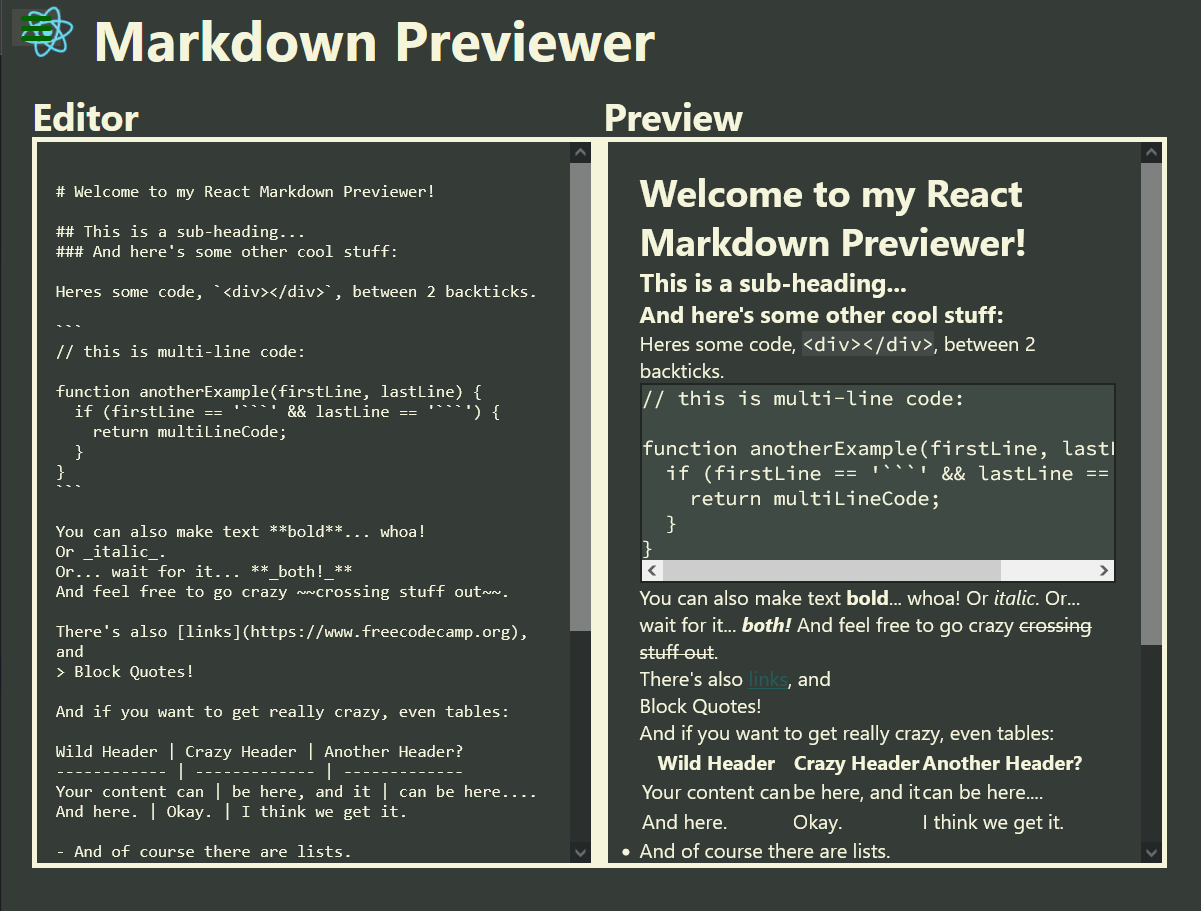 Markdown Previewer
Editor
# Welcome to my React Markdown Previewer!
## This is a sub-heading...
### And here's some other cool stuff:
Heres some code, `<div></div>`, between 2 backticks.
```
// this is multi-line code:
function anotherExample(firstLine, lastLine) {
  if (firstLine == '```' && lastLine == '```') {
    return multiLineCode;
  }
}
```
You can also make text **bold**... whoa!
Or _italic_.
Or... wait for it... **_both!_**
And feel free to go crazy ~~crossing stuff out~~.
There's also [links](https://www.freecodecamp.org),
and
> Block Quotes!
And if you want to get really crazy, even tables:
Wild Header | Crazy Header | Another Header?
------------ | ------------- | -------------
Your content can | be here, and it | can be here....
And here. | Okay. | I think we get it.
- And of course there are lists.
Preview
Welcome to my React
Markdown Previewer!
This is a sub-heading...
And here's some other cool stuff:
Heres some code, <div></div>, between 2
backticks.
// this is multi-line code:
function anotherExample(firstLine, lastL
  if (firstLine == '```' && lastLine ==
    return multiLineCode;
  }
}
You can also make text bold... whoa! Or italic. Or...
wait for it... both! And feel free to go crazy crossing
stuff out.
There's also links, and
Block Quotes!
And if you want to get really crazy, even tables:
Wild Header Crazy Header Another Header?
Your content can be here, and it can be here....
And here. Okay. I think we get it.
• And of course there are lists.